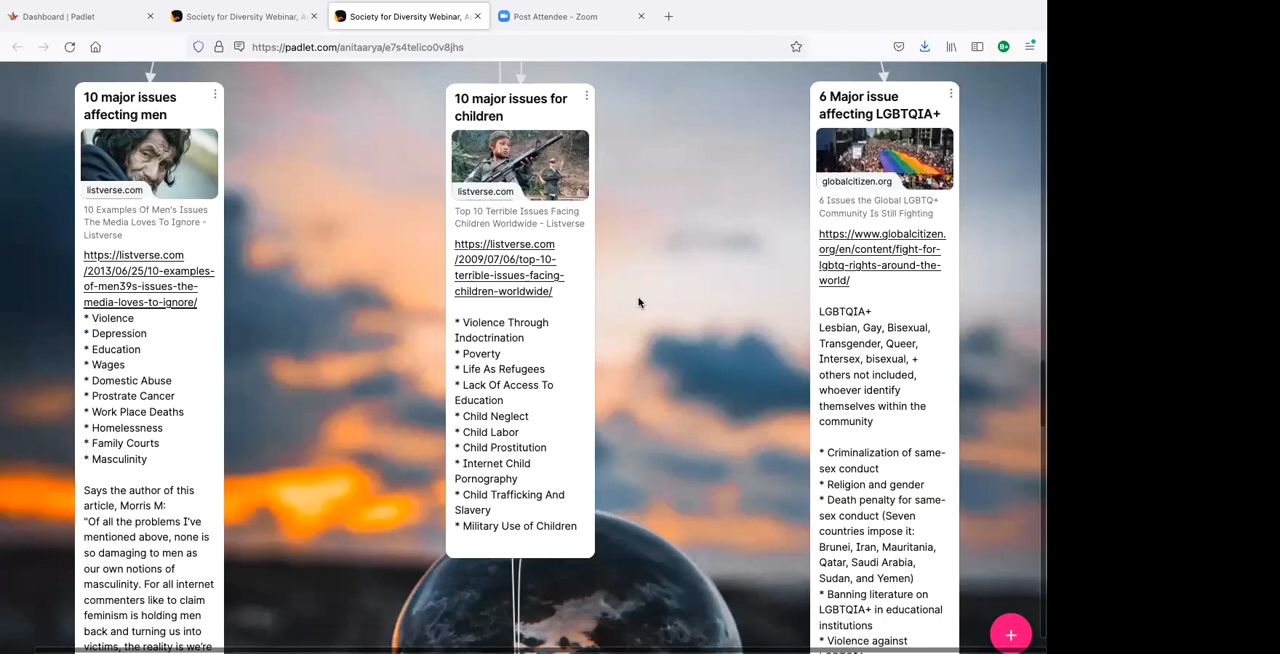 Dashboard | Padlet
Society for Diversity Webinar, A
Society for Diversity Webinar, A
Post Attendee - Zoom
https://padlet.com/anitaarya/e7s4telico0v8jhs
10 major issues
affecting men
listverse.com
10 Examples Of Men's Issues
The Media Loves To Ignore -
Listverse
https://listverse.com
/2013/06/25/10-examples-
of-men39s-issues-the-
media-loves-to-ignore/
* Violence
* Depression
* Education
* Wages
* Domestic Abuse
* Prostrate Cancer
* Work Place Deaths
* Homelessness
* Family Courts
* Masculinity
Says the author of this
article, Morris M:
"Of all the problems I've
mentioned above, none is
so damaging to men as
our own notions of
masculinity. For all internet
commenters like to claim
feminism is holding men
back and turning us into
victims, the reality is we're
10 major issues for
children
listverse.com
Top 10 Terrible Issues Facing
Children Worldwide - Listverse
https://listverse.com
/2009/07/06/top-10-
terrible-issues-facing-
children-worldwide/
* Violence Through
Indoctrination
* Poverty
* Life As Refugees
* Lack Of Access To
Education
* Child Neglect
* Child Labor
* Child Prostitution
* Internet Child
Pornography
* Child Trafficking And
Slavery
* Military Use of Children
6 Major issue
affecting LGBTQIA+
globalcitizen.org
6 Issues the Global LGBTQ+
Community Is Still Fighting
https://www.globalcitizen.
org/en/content/fight-for-
lgbtq-rights-around-the-
world/
LGBTQIA+
Lesbian, Gay, Bisexual,
Transgender, Queer,
Intersex, bisexual, +
others not included,
whoever identify
themselves within the
community
* Criminalization of same-
sex conduct
* Religion and gender
* Death penalty for same-
sex conduct (Seven
countries impose it:
Brunei, Iran, Mauritania,
Qatar, Saudi Arabia,
Sudan, and Yemen)
* Banning literature on
LGBTQIA+ in educational
institutions
* Violence against